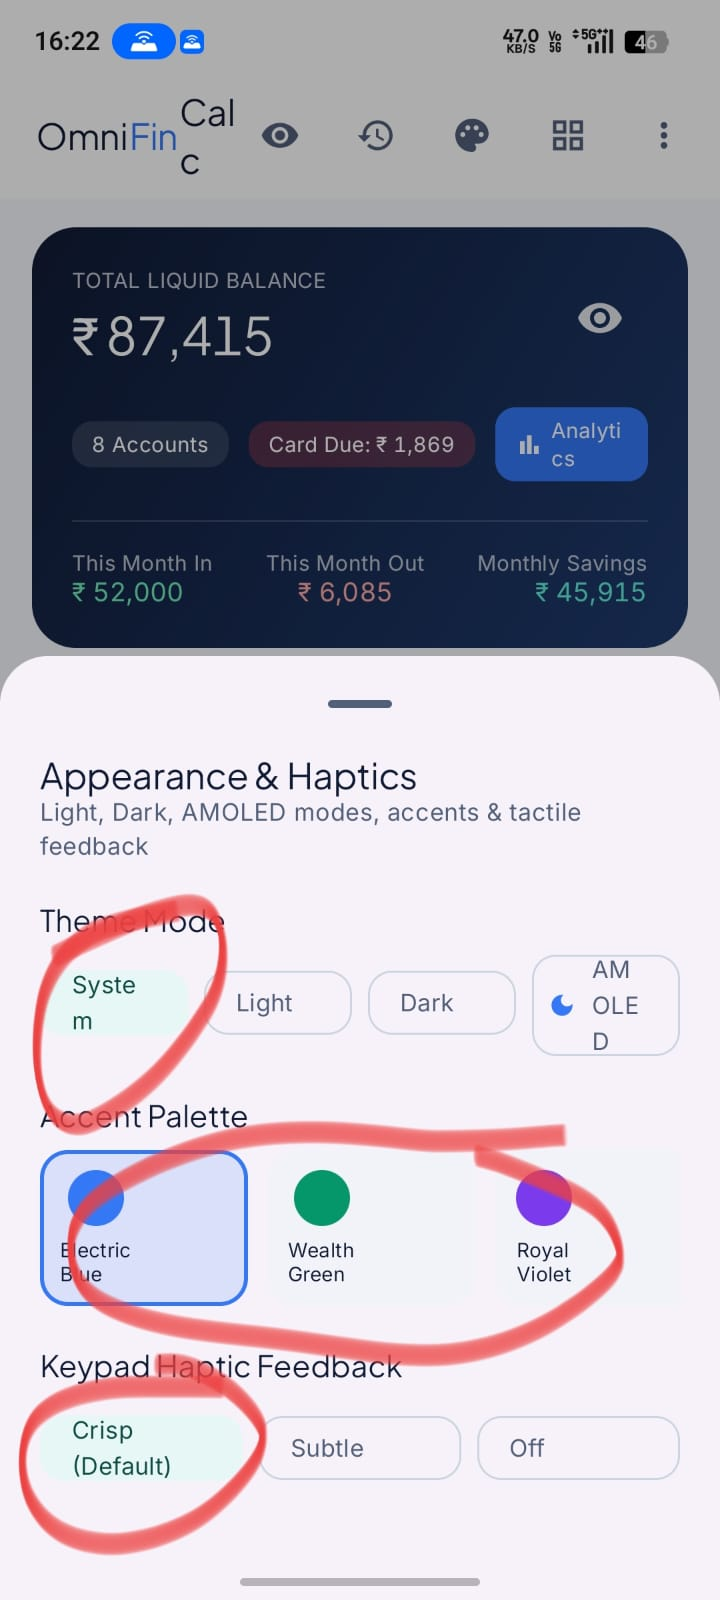 16:22
47.0 KB/S Vo 5G 5G++ 46
OmniFin Cal
c
TOTAL LIQUID BALANCE
₹87,415
8 Accounts
Card Due: ₹ 1,869
Analyti
cs
This Month In
₹ 52,000
This Month Out
₹ 6,085
Monthly Savings
₹ 45,915
Appearance & Haptics
Light, Dark, AMOLED modes, accents & tactile
feedback
Theme Mode
Syste
m
Light
Dark
AM
OLE
D
Accent Palette
Electric
Blue
Wealth
Green
Royal
Violet
Keypad Haptic Feedback
Crisp
(Default)
Subtle
Off